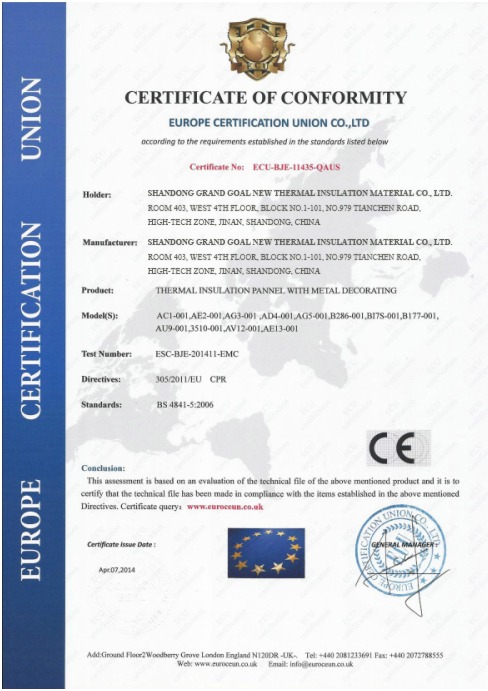 EUROPE CERTIFICATION UNION
CERTIFICATE OF CONFORMITY
EUROPE CERTIFICATION UNION CO.,LTD
according to the requirements established in the standards listed below
Certificate No: ECU-BJE-11435-QAUS
Holder: SHANDONG GRAND GOAL NEW THERMAL INSULATION MATERIAL CO., LTD.
ROOM 403, WEST 4TH FLOOR, BLOCK NO.1-101, NO.979 TIANCHEN ROAD,
HIGH-TECH ZONE, JINAN, SHANDONG, CHINA
Manufacturer: SHANDONG GRAND GOAL NEW THERMAL INSULATION MATERIAL CO., LTD.
ROOM 403, WEST 4TH FLOOR, BLOCK NO.1-101, NO.979 TIANCHEN ROAD,
HIGH-TECH ZONE, JINAN, SHANDONG, CHINA
Product: THERMAL INSULATION PANNEL WITH METAL DECORATING
Model(S): AC1-001,AE2-001,AG3-001 ,AD4-001,AG5-001,B286-001,BI7S-001,B177-001,
AU9-001,3510-001,AV12-001,AE13-001
Test Number: ESC-BJE-201411-EMC
Directives: 305/2011/EU CPR
Standards: BS 4841-5:2006
CE
Conclusion:
This assessment is based on an evaluation of the technical file of the above mentioned product and it is to
certify that the technical file has been made in compliance with the items established in the above mentioned
Directives. Certificate query: www.euroceun.co.uk
Certificate Issue Date :
Apr.07,2014
CERTIFICATION UNION CO., LTD
GENERAL MANAGER :
Add:Ground Floor2Woodberry Grove London England N120DR -UK-. Tel: +440 2081233691 Fax: +440 2072788555
Web: www.euroceun.co.uk Email: info@euroceun.co.uk